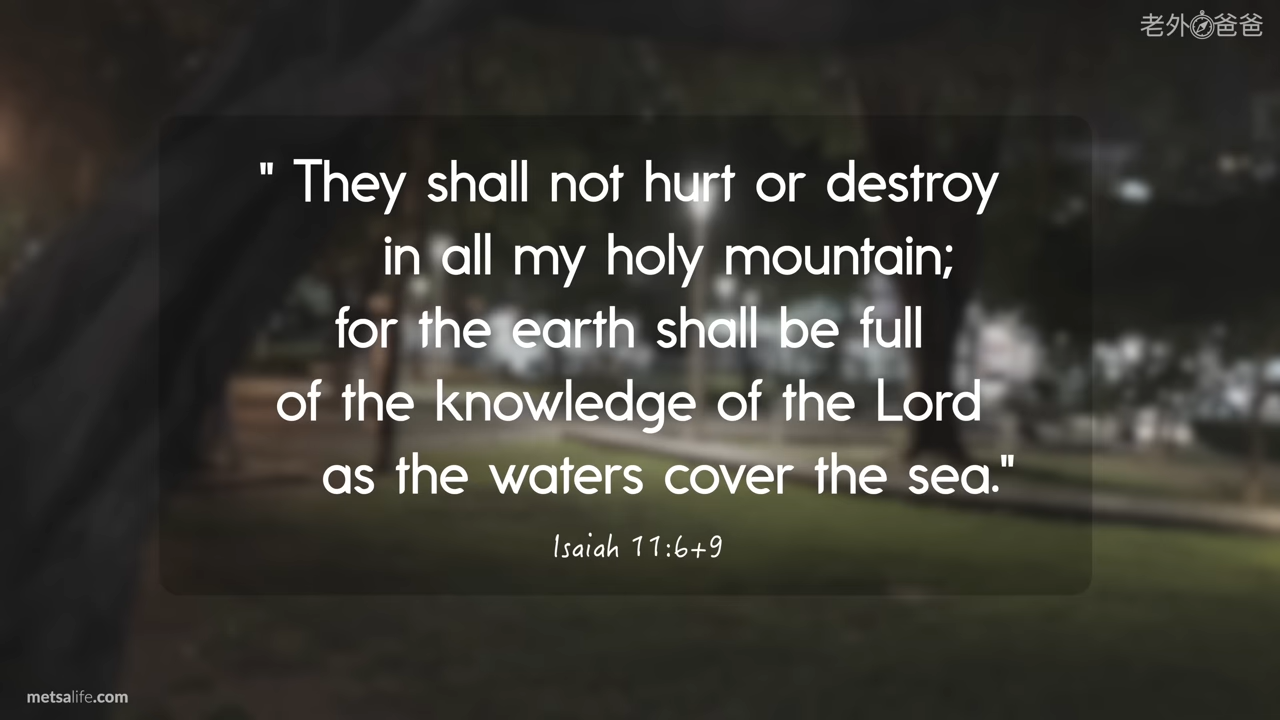 老外爸爸
" They shall not hurt or destroy
in all my holy mountain;
for the earth shall be full
of the knowledge of the Lord
as the waters cover the sea."
Isaiah 11:6+9
metsalife.com